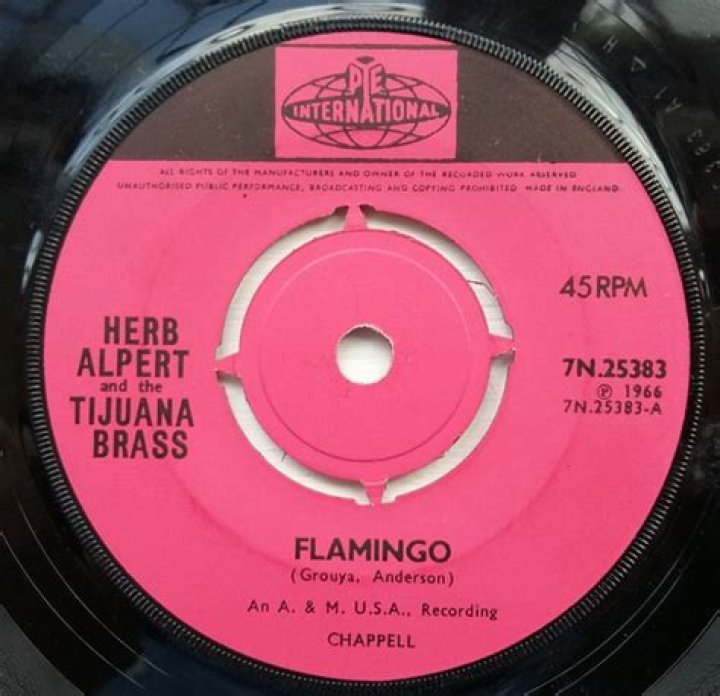 PYE
INTERNATIONAL
ALL RIGHTS OF THE MANUFACTURERS AND OWNER OF THE RECORDED WORK RESERVED
UNAUTHORISED PUBLIC PERFORMANCE, BROADCASTING AND COPYING PROHIBITED. MADE IN ENGLAND
45 RPM
HERB
ALPERT
and the
TIJUANA
BRASS
7N.25383
Ⓟ 1966
7N.25383-A
FLAMINGO
(Grouya, Anderson)
An A. & M. U.S.A., Recording
CHAPPELL